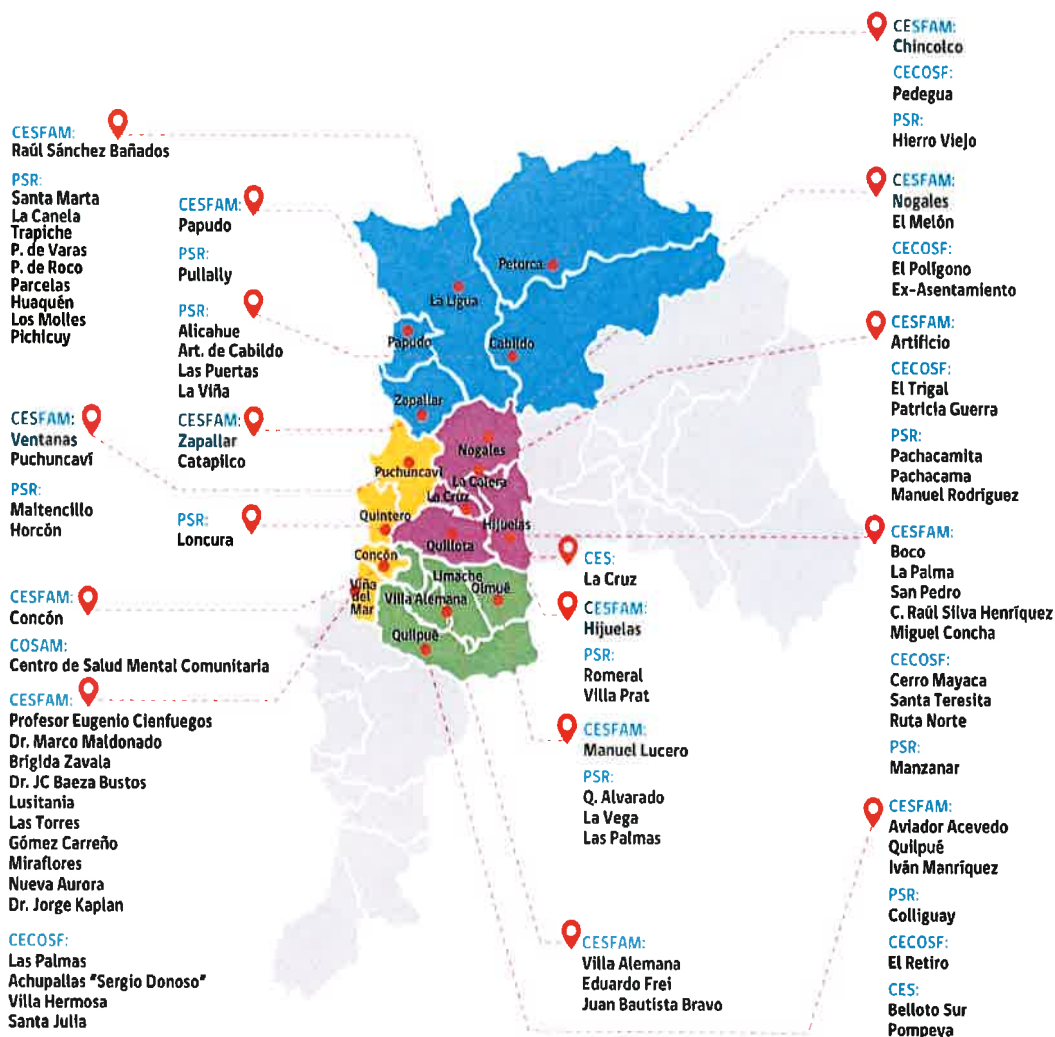 CESFAM:
Raúl Sánchez Bañados
PSR:
Santa Marta
La Canela
Trapiche
P. de Varas
P. de Roco
Parcelas
Huaquén
Los Molles
Pichicuy
CESFAM:
Papudo
PSR:
Pullally
PSR:
Alicahue
Art. de Cabildo
Las Puertas
La Viña
CESFAM:
Ventanas
Puchuncaví
PSR:
Maitencillo
Horcón
CESFAM:
Zapallar
Catapilco
PSR:
Loncura
CESFAM:
Concón
COSAM:
Centro de Salud Mental Comunitaria
CESFAM:
Profesor Eugenio Cienfuegos
Dr. Marco Maldonado
Brígida Zavala
Dr. JC Baeza Bustos
Lusitania
Las Torres
Gómez Carreño
Miraflores
Nueva Aurora
Dr. Jorge Kaplan
CECOSF:
Las Palmas
Achupallas "Sergio Donoso"
Villa Hermosa
Santa Julia
Petorca
La Ligua
Papudo
Cabildo
Zapallar
Nogales
Puchuncaví
La Calera
La Cruz
Quintero
Hijuelas
Quillota
Concón
Limache
Olmué
Viña
del
Mar
Villa Alemana
Quilpué
CES:
La Cruz
CESFAM:
Hijuelas
PSR:
Romeral
Villa Prat
CESFAM:
Manuel Lucero
PSR:
Q. Alvarado
La Vega
Las Palmas
CESFAM:
Villa Alemana
Eduardo Frei
Juan Bautista Bravo
CESFAM:
Chincolco
CECOSF:
Pedegua
PSR:
Hierro Viejo
CESFAM:
Nogales
El Melón
CECOSF:
El Polígono
Ex-Asentamiento
CESFAM:
Artificio
CECOSF:
El Trigal
Patricia Guerra
PSR:
Pachacamita
Pachacama
Manuel Rodríguez
CESFAM:
Boco
La Palma
San Pedro
C. Raúl Silva Henríquez
Miguel Concha
CECOSF:
Cerro Mayaca
Santa Teresita
Ruta Norte
PSR:
Manzanar
CESFAM:
Aviador Acevedo
Quilpué
Iván Manríquez
PSR:
Colliguay
CECOSF:
El Retiro
CES:
Belloto Sur
Pompeya